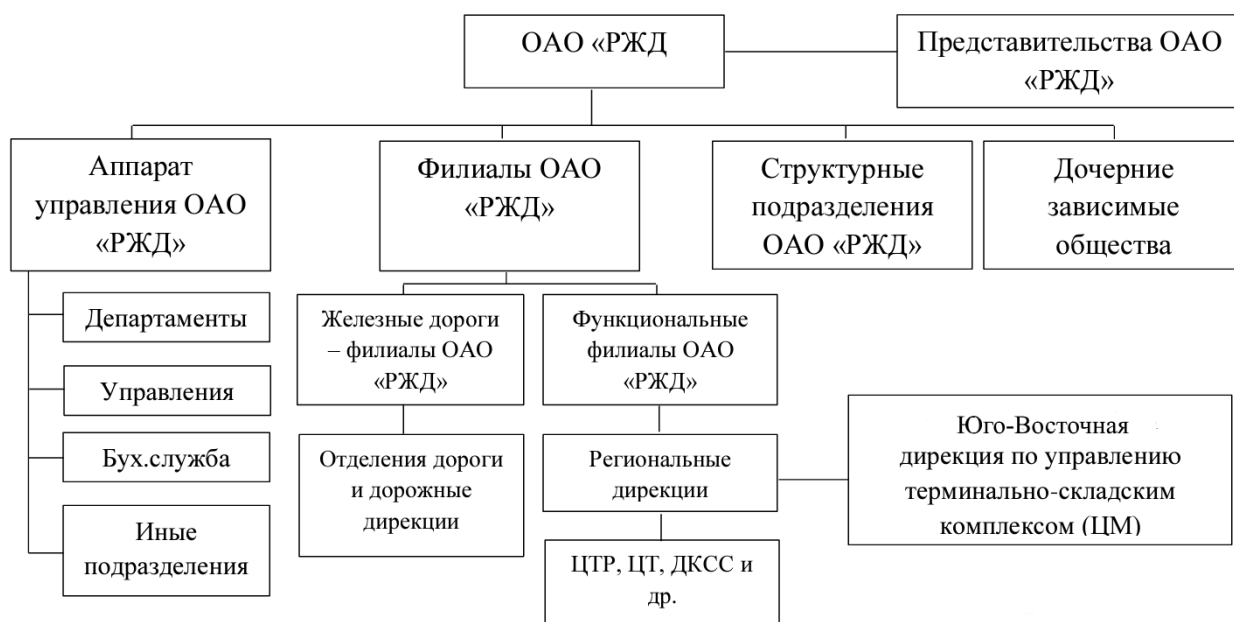 ОАО «РЖД
Представительства ОАО
«РЖД»
Аппарат
управления ОАО
«РЖД»
Филиалы ОАО
«РЖД»
Структурные
подразделения
ОАО «РЖД»
Дочерние
зависимые
общества
Департаменты
Управления
Бух.служба
Иные
подразделения
Железные дороги
– филиалы ОАО
«РЖД»
Функциональные
филиалы ОАО
«РЖД»
Отделения дороги
и дорожные
дирекции
Региональные
дирекции
Юго-Восточная
дирекция по управлению
терминально-складским
комплексом (ЦМ)
ЦТР, ЦТ, ДКСС и
др.